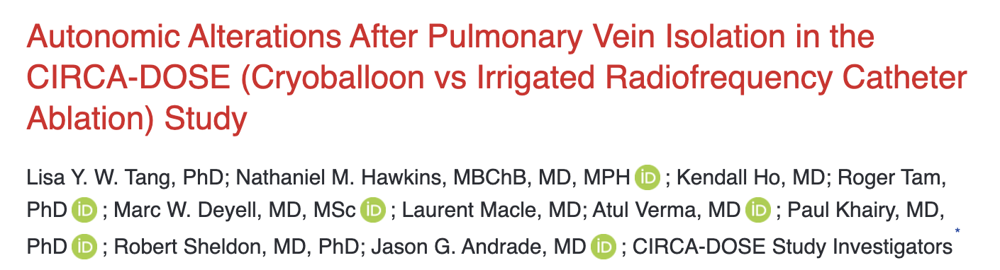 Autonomic Alterations After Pulmonary Vein Isolation in the
CIRCA-DOSE (Cryoballoon vs Irrigated Radiofrequency Catheter
Ablation) Study
Lisa Y. W. Tang, PhD; Nathaniel M. Hawkins, MBChB, MD, MPH iD ; Kendall Ho, MD; Roger Tam,
PhD iD ; Marc W. Deyell, MD, MSc iD ; Laurent Macle, MD; Atul Verma, MD iD ; Paul Khairy, MD,
PhD iD ; Robert Sheldon, MD, PhD; Jason G. Andrade, MD iD ; CIRCA-DOSE Study Investigators*